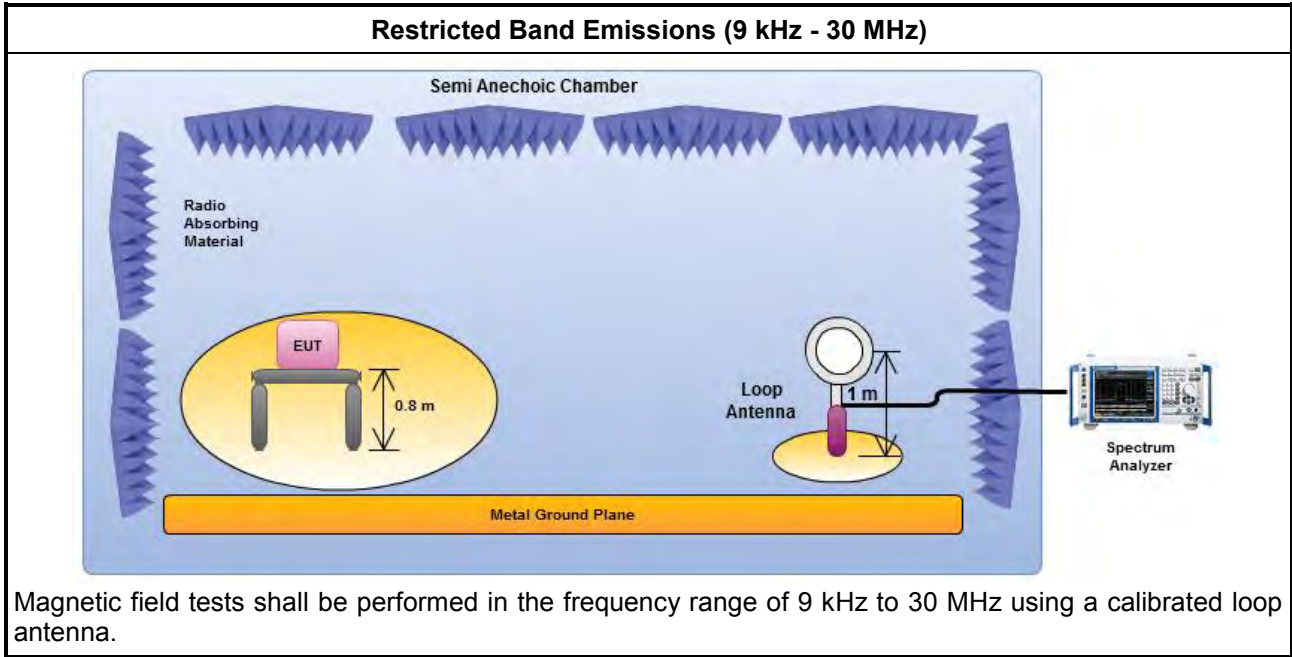 Restricted Band Emissions (9 kHz - 30 MHz)
Semi Anechoic Chamber
Radio
Absorbing
Material
EUT
0.8 m
Loop
Antenna
1 m
Spectrum
Analyzer
Metal Ground Plane
Magnetic field tests shall be performed in the frequency range of 9 kHz to 30 MHz using a calibrated loop
antenna.